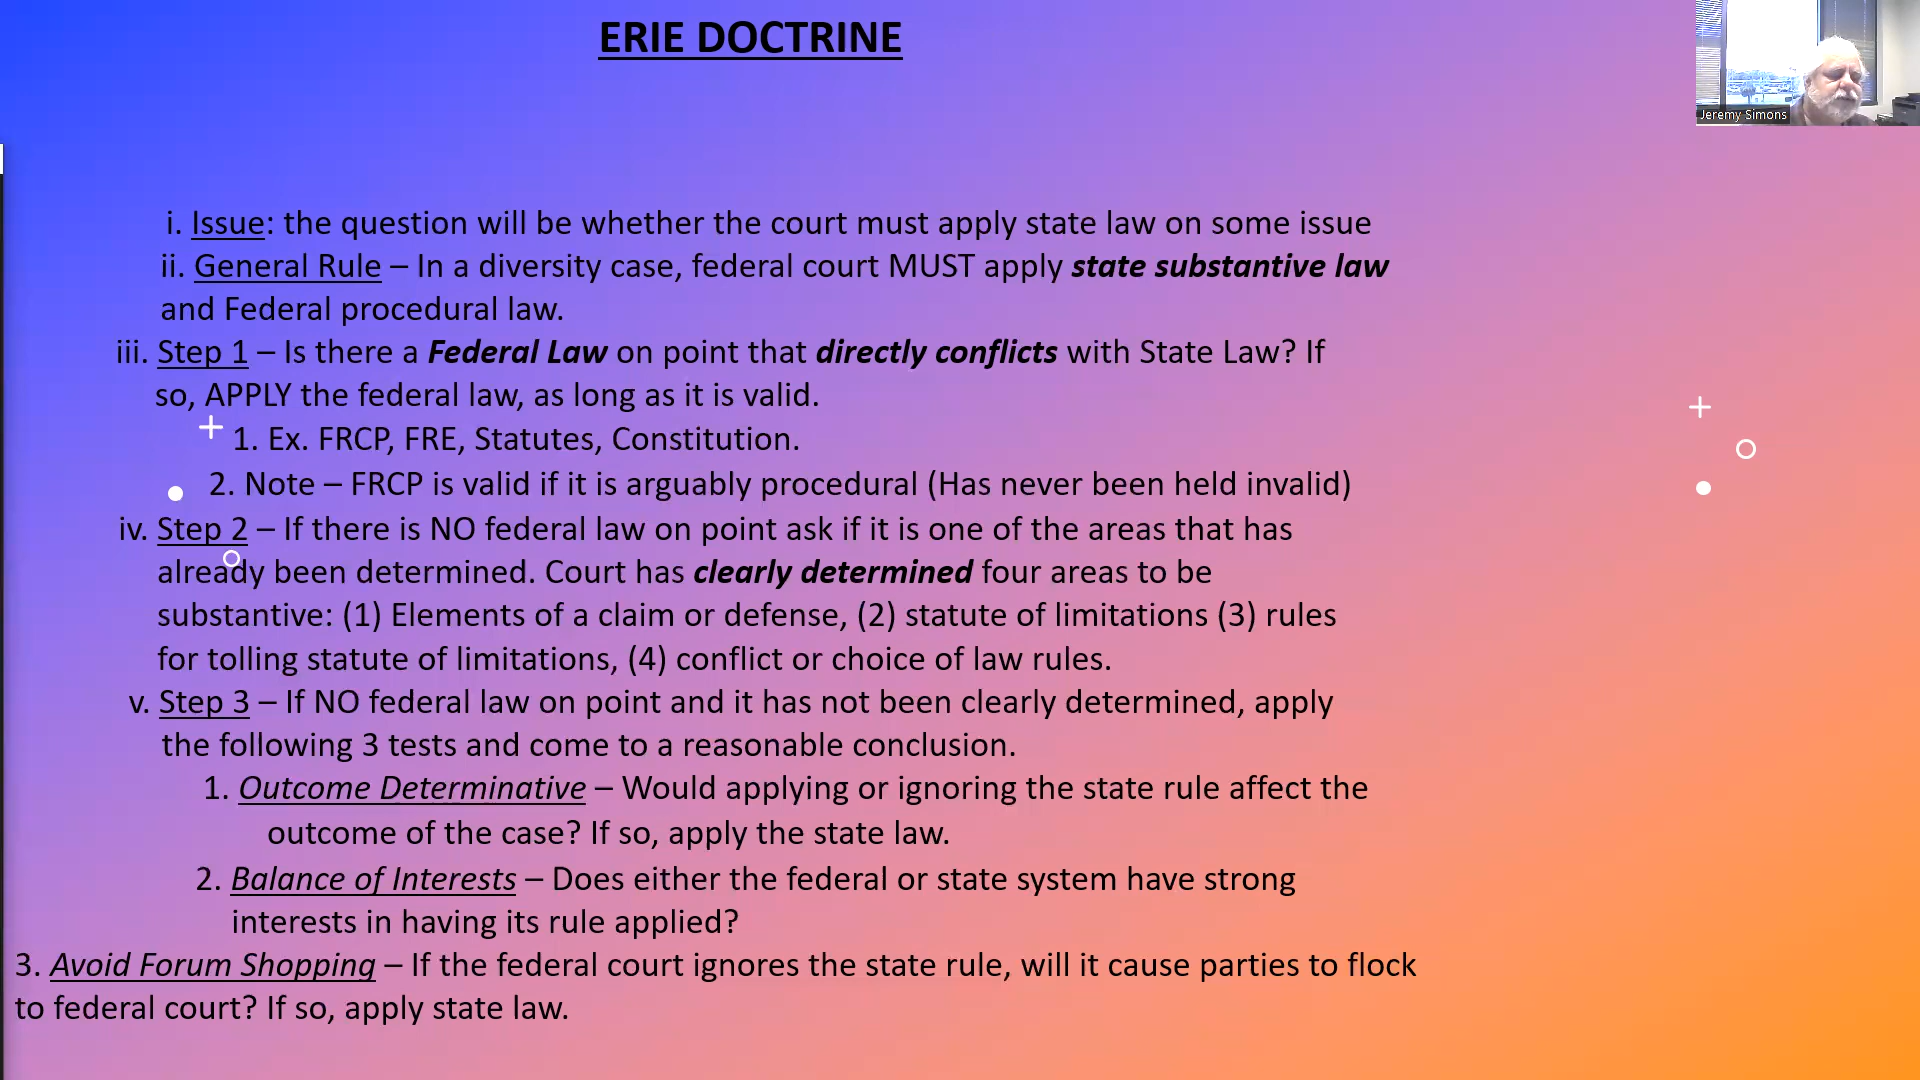 ERIE DOCTRINE
Jeremy Simons
i. Issue: the question will be whether the court must apply state law on some issue
ii. General Rule – In a diversity case, federal court MUST apply state substantive law
and Federal procedural law.
iii. Step 1 – Is there a Federal Law on point that directly conflicts with State Law? If
so, APPLY the federal law, as long as it is valid.
1. Ex. FRCP, FRE, Statutes, Constitution.
2. Note – FRCP is valid if it is arguably procedural (Has never been held invalid)
iv. Step 2 – If there is NO federal law on point ask if it is one of the areas that has
already been determined. Court has clearly determined four areas to be
substantive: (1) Elements of a claim or defense, (2) statute of limitations (3) rules
for tolling statute of limitations, (4) conflict or choice of law rules.
v. Step 3 – If NO federal law on point and it has not been clearly determined, apply
the following 3 tests and come to a reasonable conclusion.
1. Outcome Determinative – Would applying or ignoring the state rule affect the
outcome of the case? If so, apply the state law.
2. Balance of Interests – Does either the federal or state system have strong
interests in having its rule applied?
3. Avoid Forum Shopping – If the federal court ignores the state rule, will it cause parties to flock
to federal court? If so, apply state law.